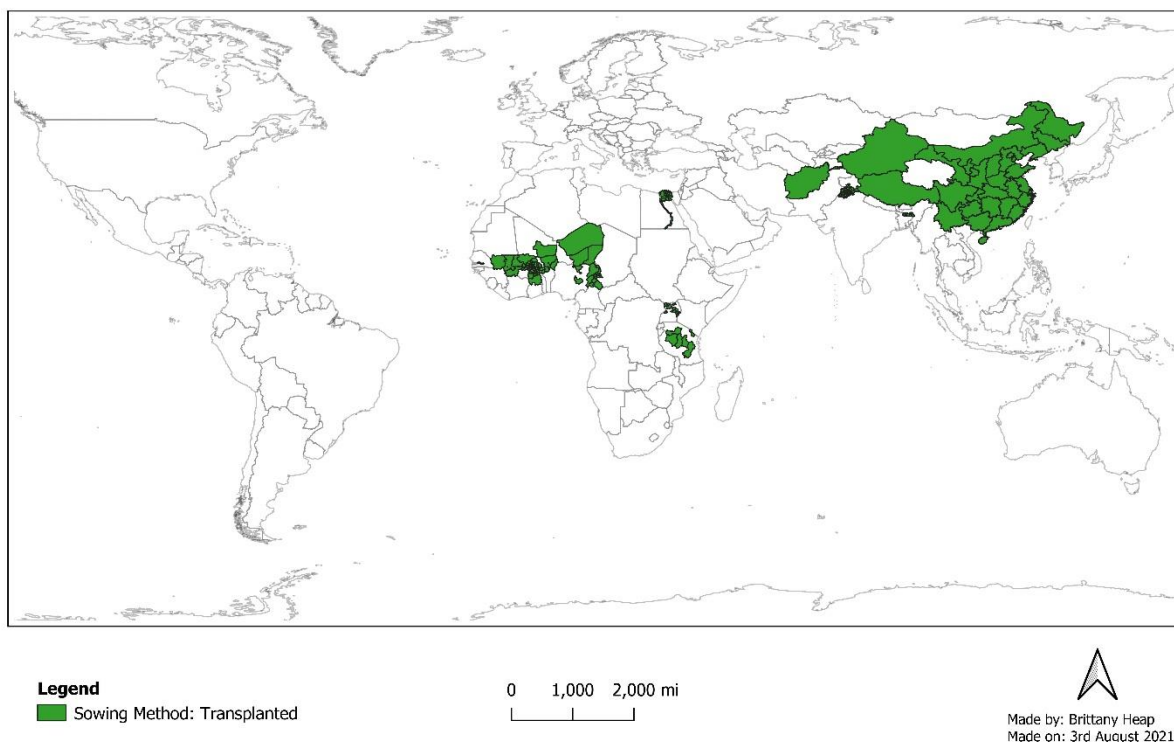 Legend
Sowing Method: Transplanted
0 1,000 2,000 mi
Made by: Brittany Heap
Made on: 3rd August 2021